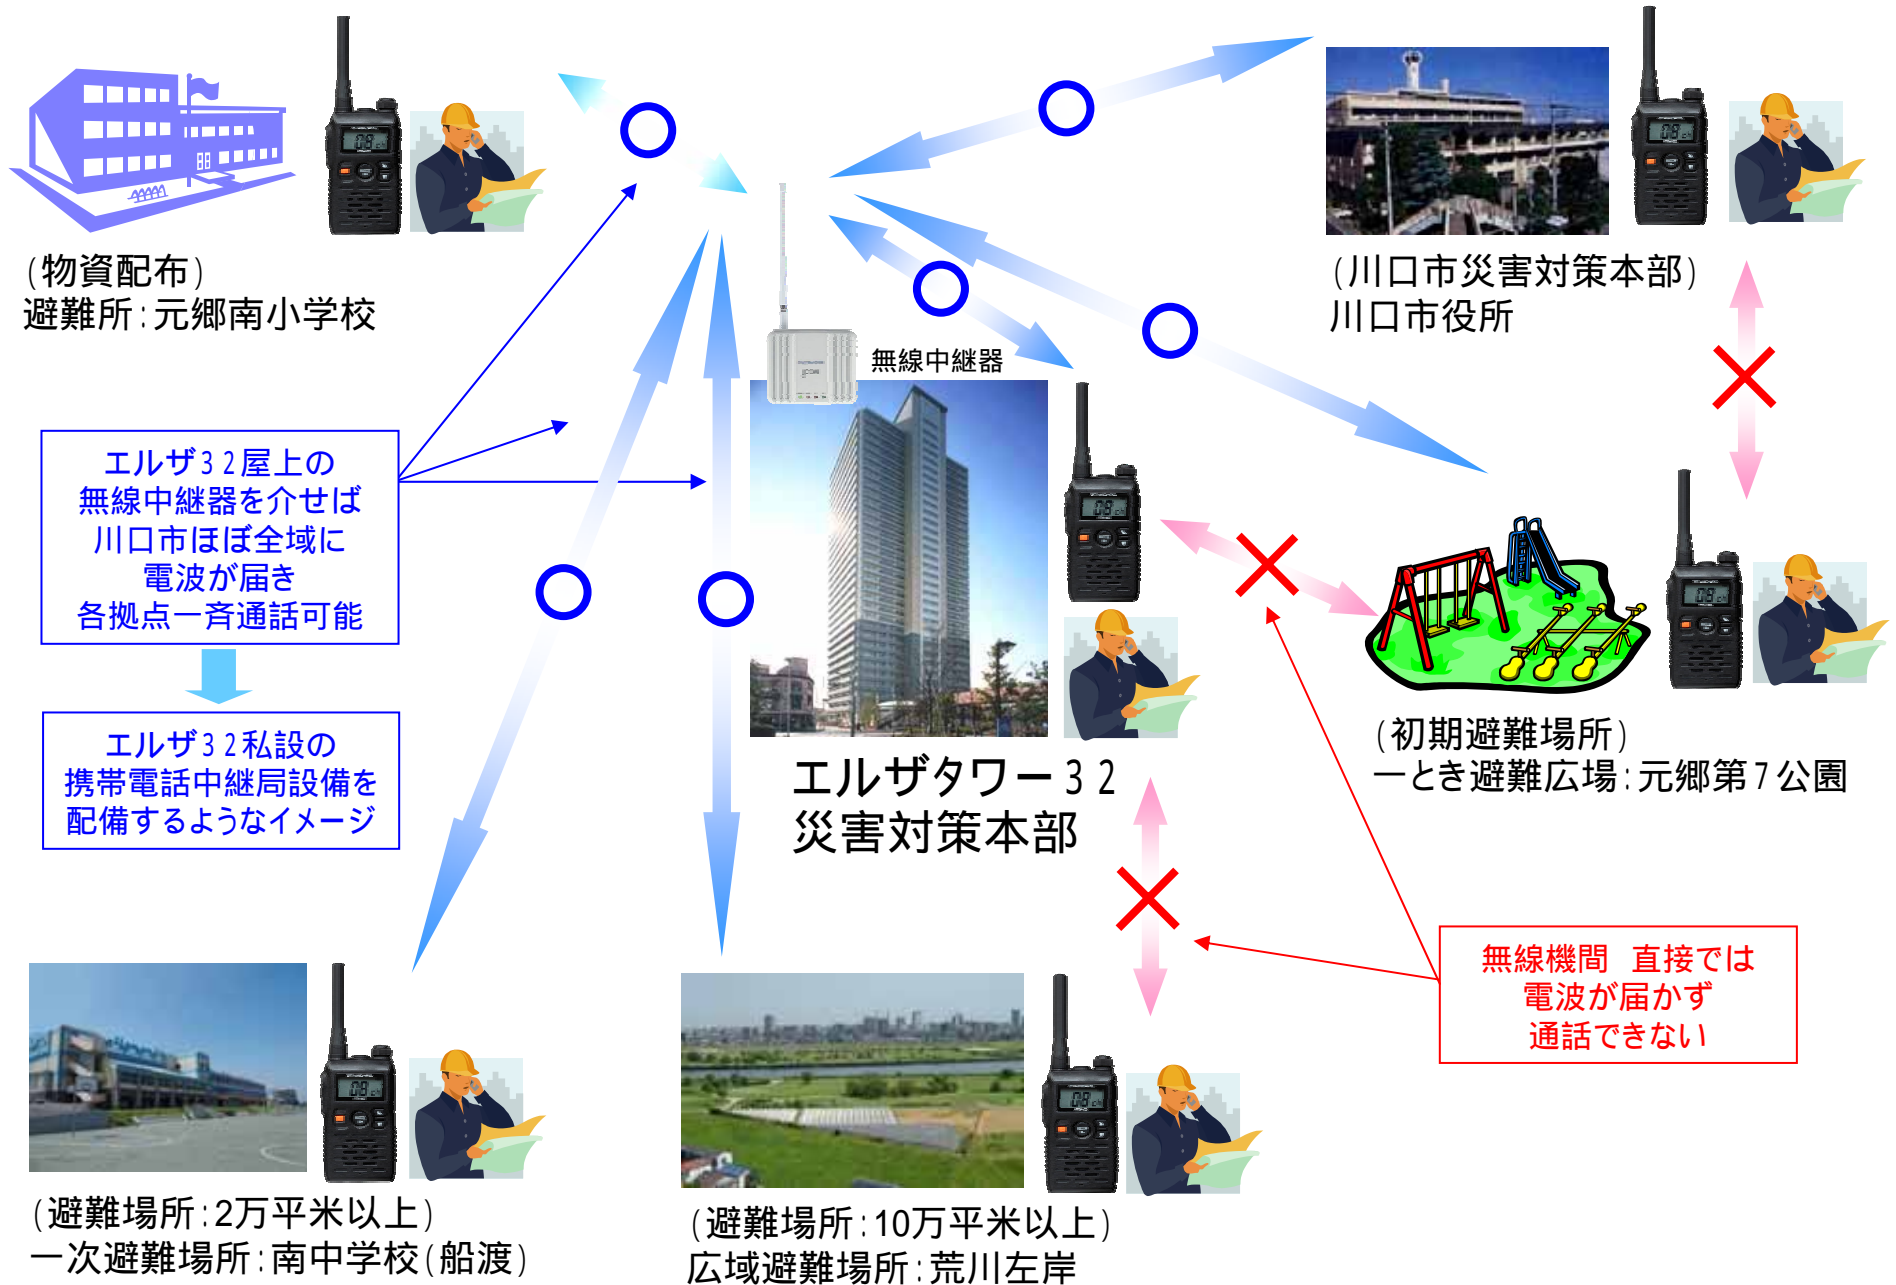 (物資配布)
避難所:元郷南小学校
(川口市災害対策本部)
川口市役所
無線中継器
エルザ32屋上の
無線中継器を介せば
川口市ほぼ全域に
電波が届き
各拠点一斉通話可能
エルザ32私設の
携帯電話中継局設備を
配備するようなイメージ
エルザタワー32
災害対策本部
(初期避難場所)
一とき避難広場:元郷第7公園
無線機間 直接では
電波が届かず
通話できない
(避難場所:2万平米以上)
一次避難場所:南中学校(船渡)
(避難場所:10万平米以上)
広域避難場所:荒川左岸